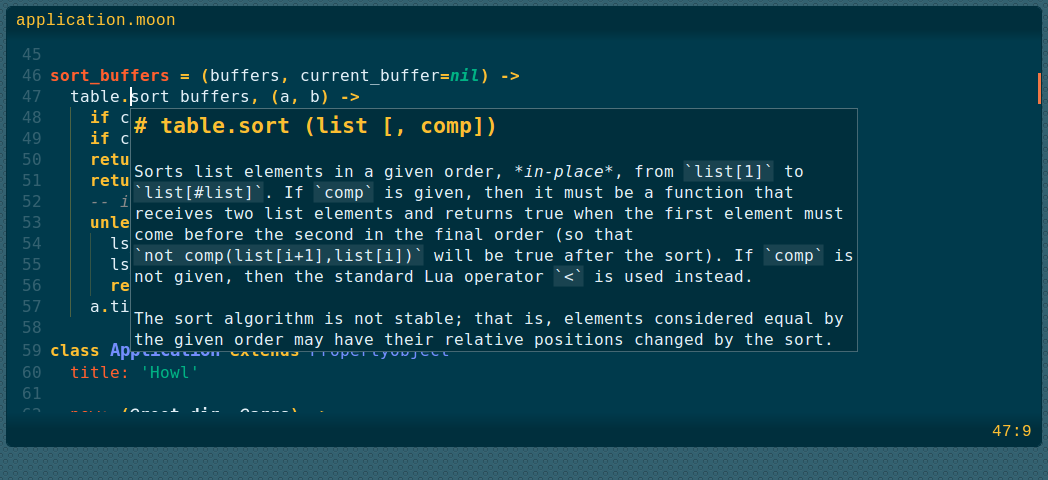 application.moon
45
46 sort_buffers = (buffers, current_buffer=nil) ->
47 table.sort buffers, (a, b) ->
48 if c
# table.sort (list [, comp])
49 if c
50 retu
Sorts list elements in a given order, *in-place*, from `list[1]` to
51 retu
`list[#list]`. If `comp` is given, then it must be a function that
52 -- i
receives two list elements and returns true when the first element must
53 unle
come before the second in the final order (so that
54 ls
`not comp(list[i+1],list[i])` will be true after the sort). If `comp` is
55 ls
not given, then the standard Lua operator `<` is used instead.
56 re
57 a.ti
The sort algorithm is not stable; that is, elements considered equal by
58
the given order may have their relative positions changed by the sort.
59 class Application extends PropertyObject
60 title: 'Howl'
61
47:9